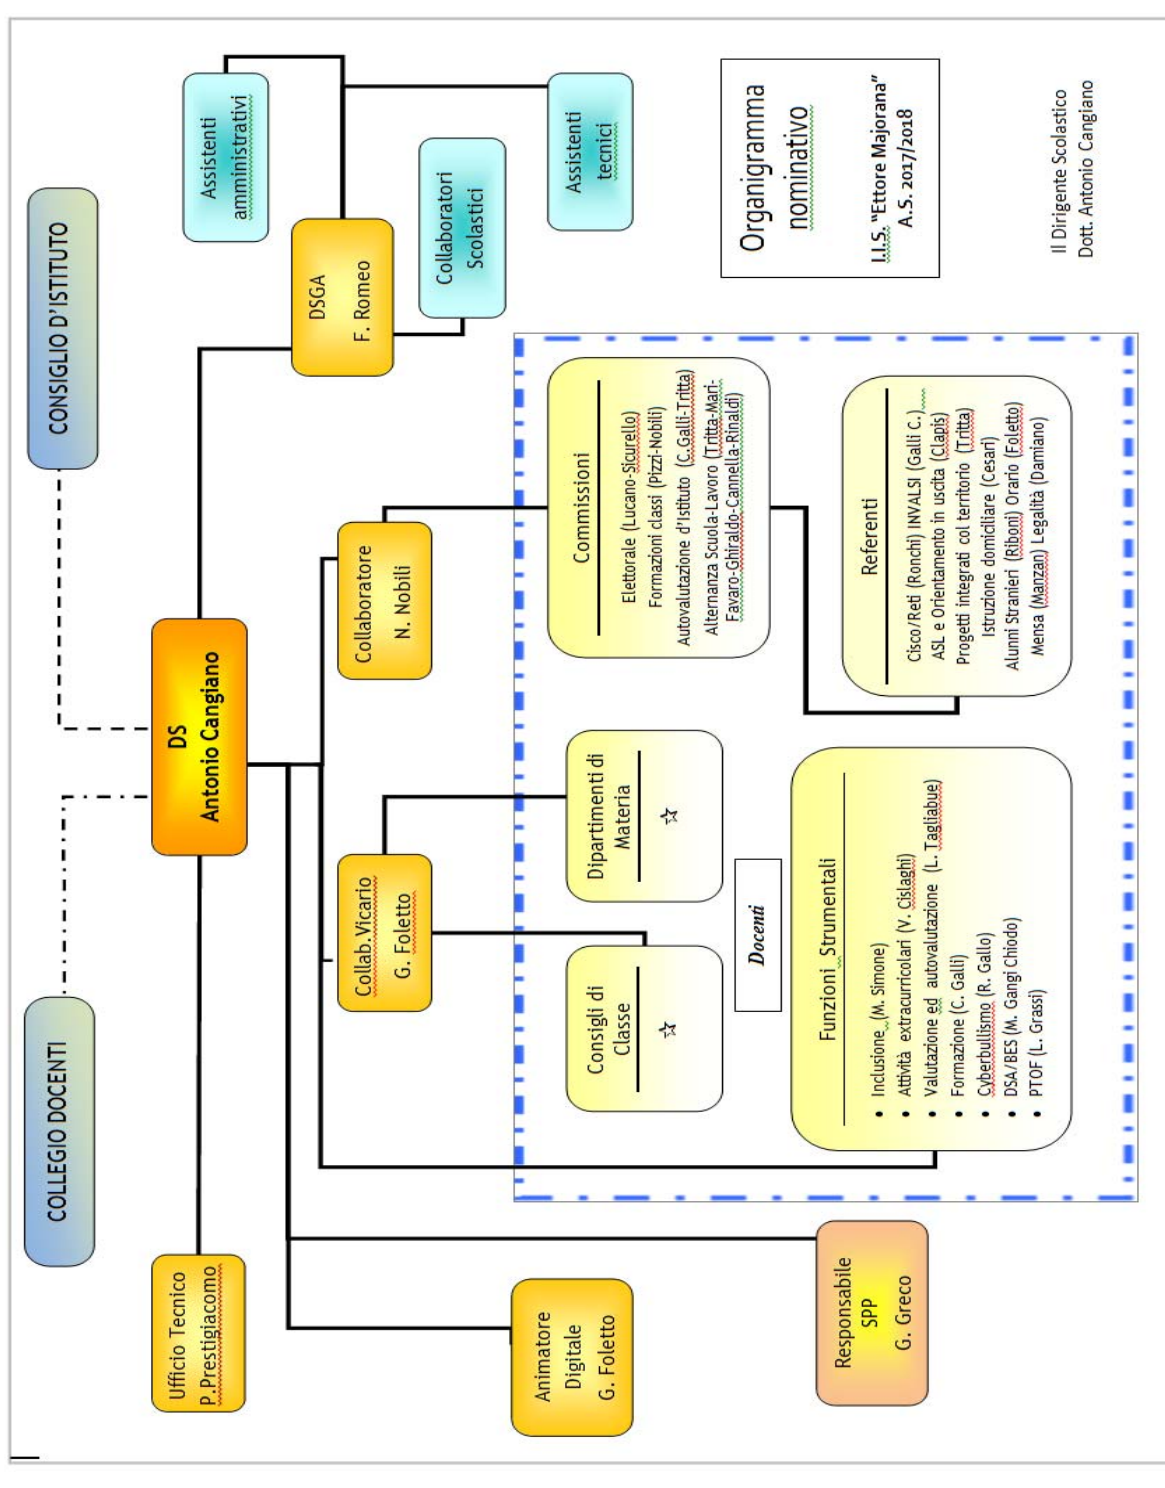 COLLEGIO DOCENTI
CONSIGLIO D'ISTITUTO
Ufficio Tecnico
P.Prestigiacomo
DS
Antonio Cangiano
Assistenti
amministrativi
DSGA
F. Romeo
Collab.Vicario
G. Foletto
Collaboratore
N. Nobili
Collaboratori
Scolastici
Assistenti
tecnici
Animatore
Digitale
G. Foletto
Consigli di
Classe
Dipartimenti di
Materia
Commissioni
Elettorale (Lucano-Sicurello)
Formazioni classi (Pizzi-Nobili)
Autovalutazione d'Istituto (C.Galli-Tritta)
Alternanza Scuola-Lavoro (Tritta-Mari-
Favaro-Ghiraldo-Cannella-Rinaldi)
Docenti
Organigramma
nominativo
I.I.S. "Ettore Majorana"
A.S. 2017/2018
Responsabile
SPP
G. Greco
Funzioni Strumentali
• Inclusione (M. Simone)
• Attività extracurricolari (V. Cislaghi)
• Valutazione ed autovalutazione (L. Tagliabue)
• Formazione (C. Galli)
• Cyberbullismo (R. Gallo)
• DSA/BES (M. Gangi Chiodo)
• PTOF (L. Grassi)
Referenti
Cisco/Reti (Ronchi) INVALSI (Galli C.)
ASL e Orientamento in uscita (Clapis)
Progetti integrati col territorio (Tritta)
Istruzione domiciliare (Cesari)
Alunni Stranieri (Riboni) Orario (Foletto)
Mensa (Manzan) Legalità (Damiano)
Il Dirigente Scolastico
Dott. Antonio Cangiano